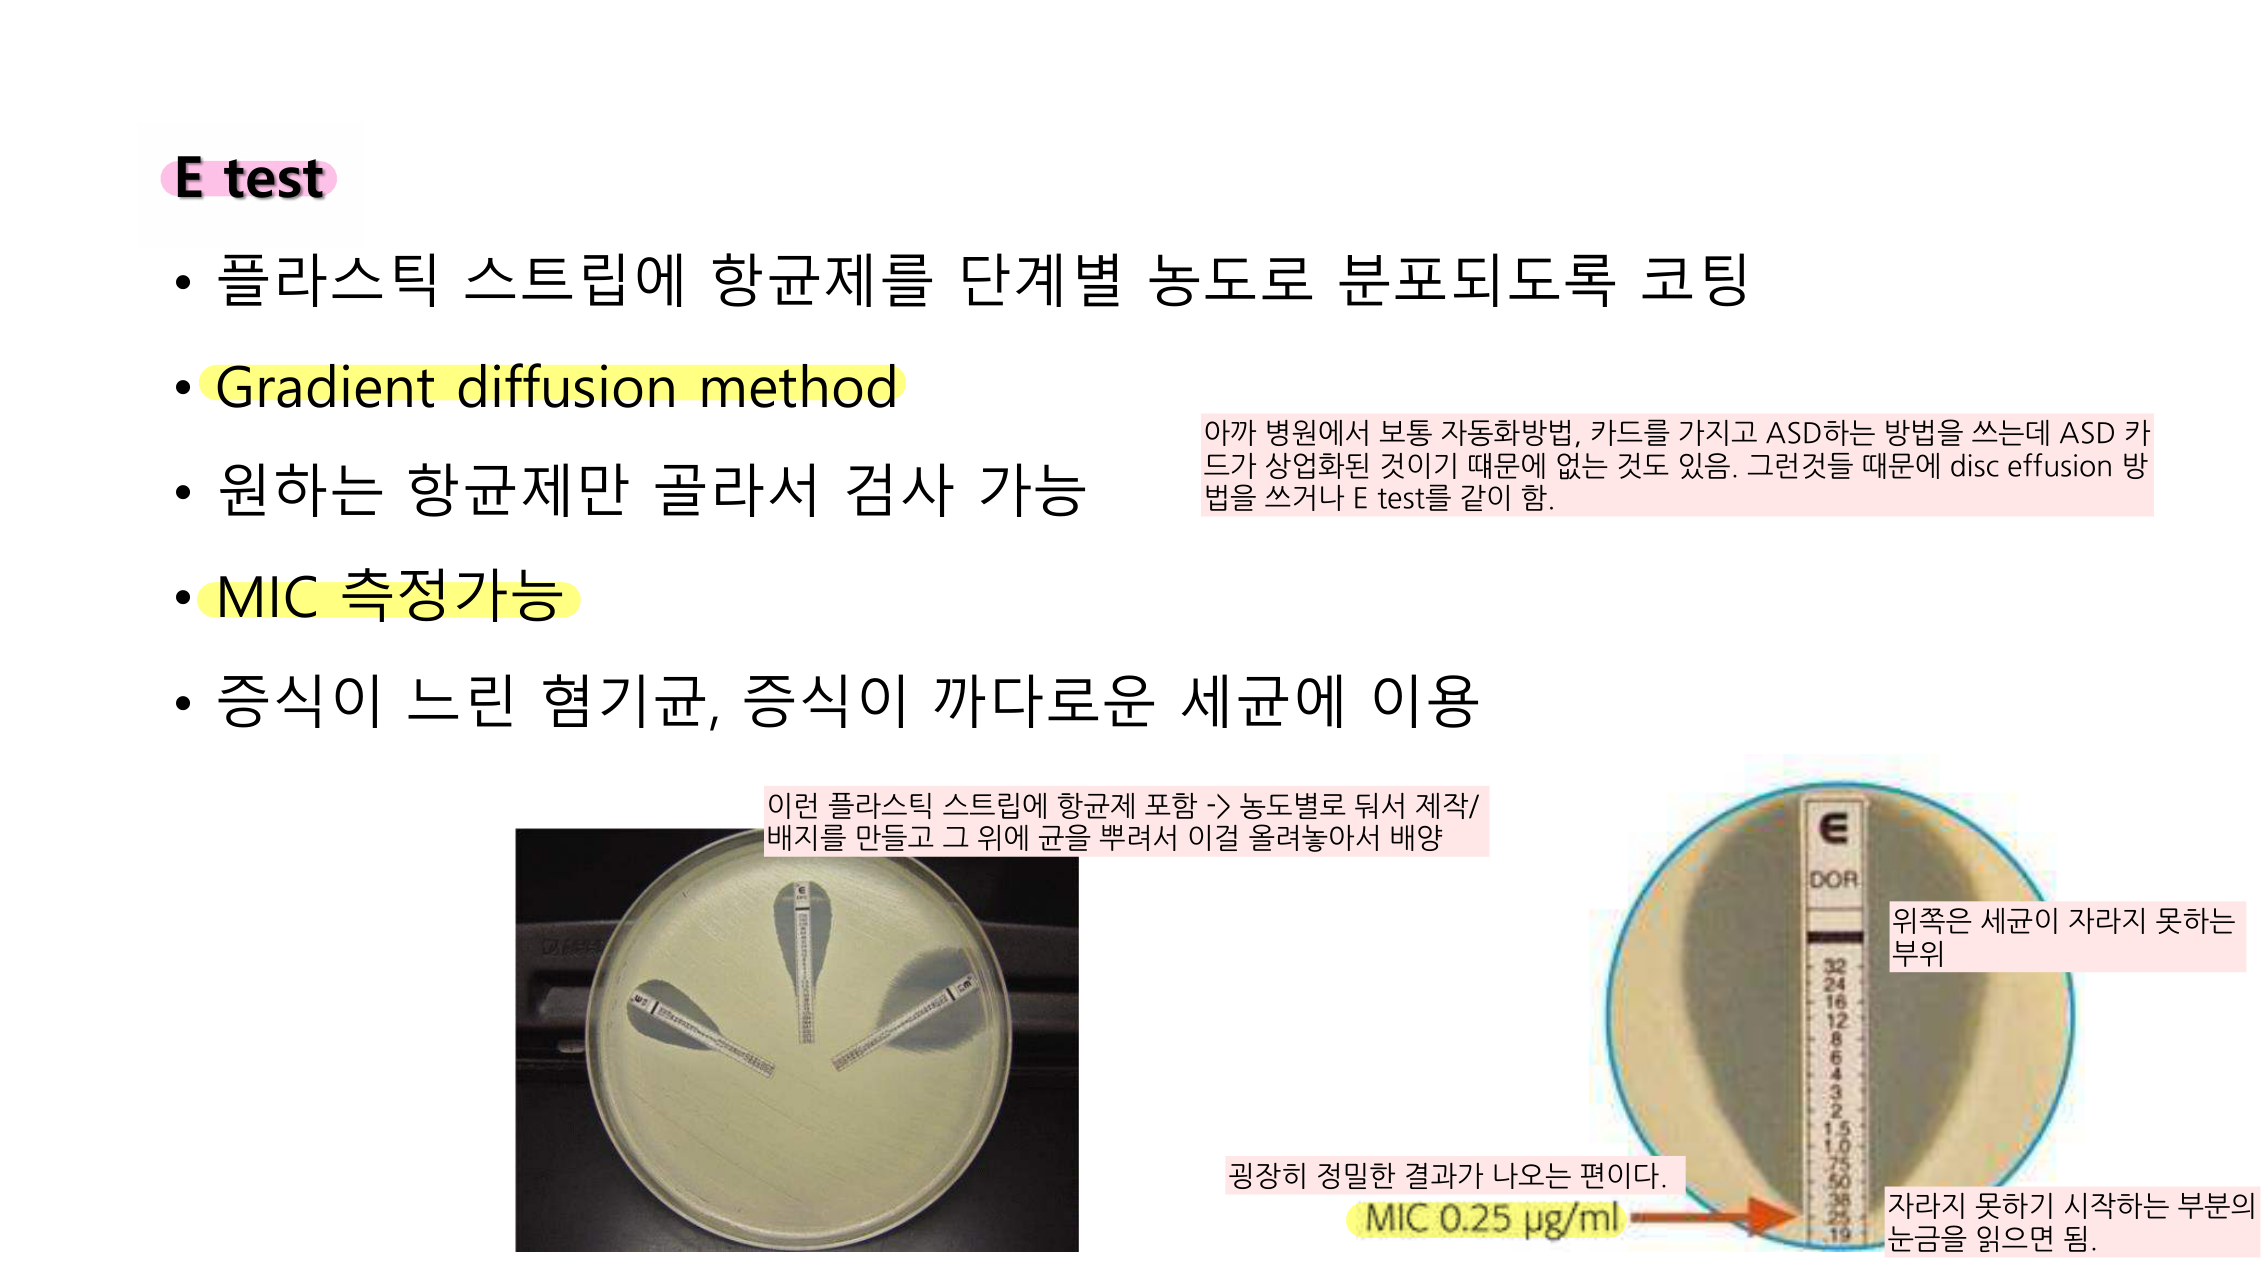 E test
• 플라스틱 스트립에 항균제를 단계별 농도로 분포되도록 코팅
• Gradient diffusion method
• 원하는 항균제만 골라서 검사 가능
아까 병원에서 보통 자동화방법, 카드를 가지고 ASD하는 방법을 쓰는데 ASD 카
드가 상업화된 것이기 떄문에 없는 것도 있음. 그런것들 때문에 disc effusion 방
법을 쓰거나 E test를 같이 함.
• MIC 측정가능
• 증식이 느린 혐기균, 증식이 까다로운 세균에 이용
이런 플라스틱 스트립에 항균제 포함 -> 농도별로 둬서 제작/
배지를 만들고 그 위에 균을 뿌려서 이걸 올려놓아서 배양
E
DOR
위쪽은 세균이 자라지 못하는
부위
32
24
16
12
8
6
4
3
2
1.5
1.0
.75
.50
.38
.25
.19
굉장히 정밀한 결과가 나오는 편이다.
MIC 0.25 µg/ml
자라지 못하기 시작하는 부분의
눈금을 읽으면 됨.